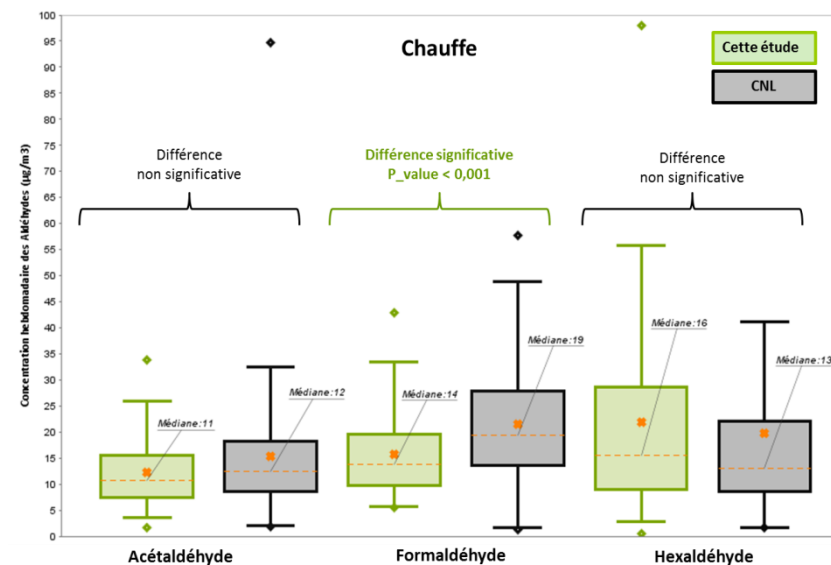 Chauffe
Cette étude
CNL
Différence
non significative
Différence significative
P_value < 0,001
Différence
non significative
Concentration hebdomadaire des Aldéhydes (µg/m3)
100
95
90
85
80
75
70
65
60
55
50
45
40
35
30
25
20
15
10
5
0
Médiane:11
Médiane:12
Médiane:14
Médiane:19
Médiane:16
Médiane:13
Acétaldéhyde
Formaldéhyde
Hexaldéhyde